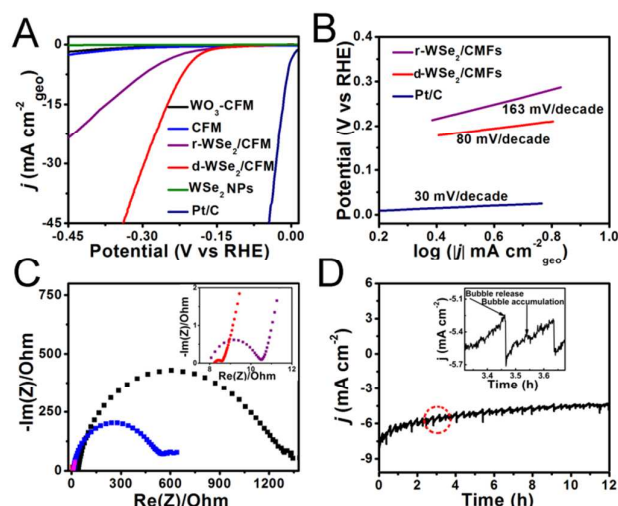 A
j (mA cm⁻²geo)
0
-15
-30
-45
WO₃-CFM
CFM
r-WSe₂/CFM
d-WSe₂/CFM
WSe₂ NPs
Pt/C
-0.45 -0.30 -0.15 0.00
Potential (V vs RHE)
B
Potential (V vs RHE)
0.4
0.3
0.2
0.1
0.0
r-WSe₂/CMFs
d-WSe₂/CMFs
Pt/C
163 mV/decade
80 mV/decade
30 mV/decade
0.2 0.4 0.6 0.8 1.0
log (|j| mA cm⁻²geo)
C
-Im(Z)/Ohm
750
500
250
0
-Im(Z)/Ohm
2
1
0
6 8 10 12 14
Re(Z)/Ohm
0 300 600 900 1200
Re(Z)/Ohm
D
j (mA cm⁻²)
6
3
0
-3
-6
-9
Bubble release
Bubble accumulation
j (mA cm⁻²)
-5.1
-5.4
-5.7
3.4 3.5 3.6
Time (h)
0 2 4 6 8 10 12
Time (h)